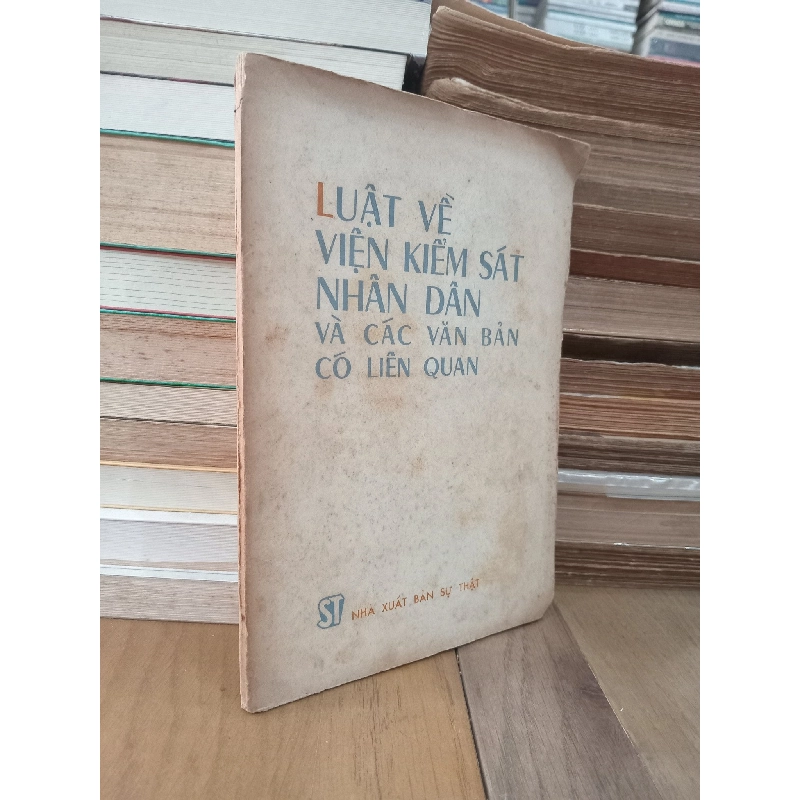 LUẬT VỀ
VIỆN KIỂM SÁT
NHÂN DÂN
VÀ CÁC VĂN BẢN
CÓ LIÊN QUAN
ST NHÀ XUẤT BẢN SỰ THẬT